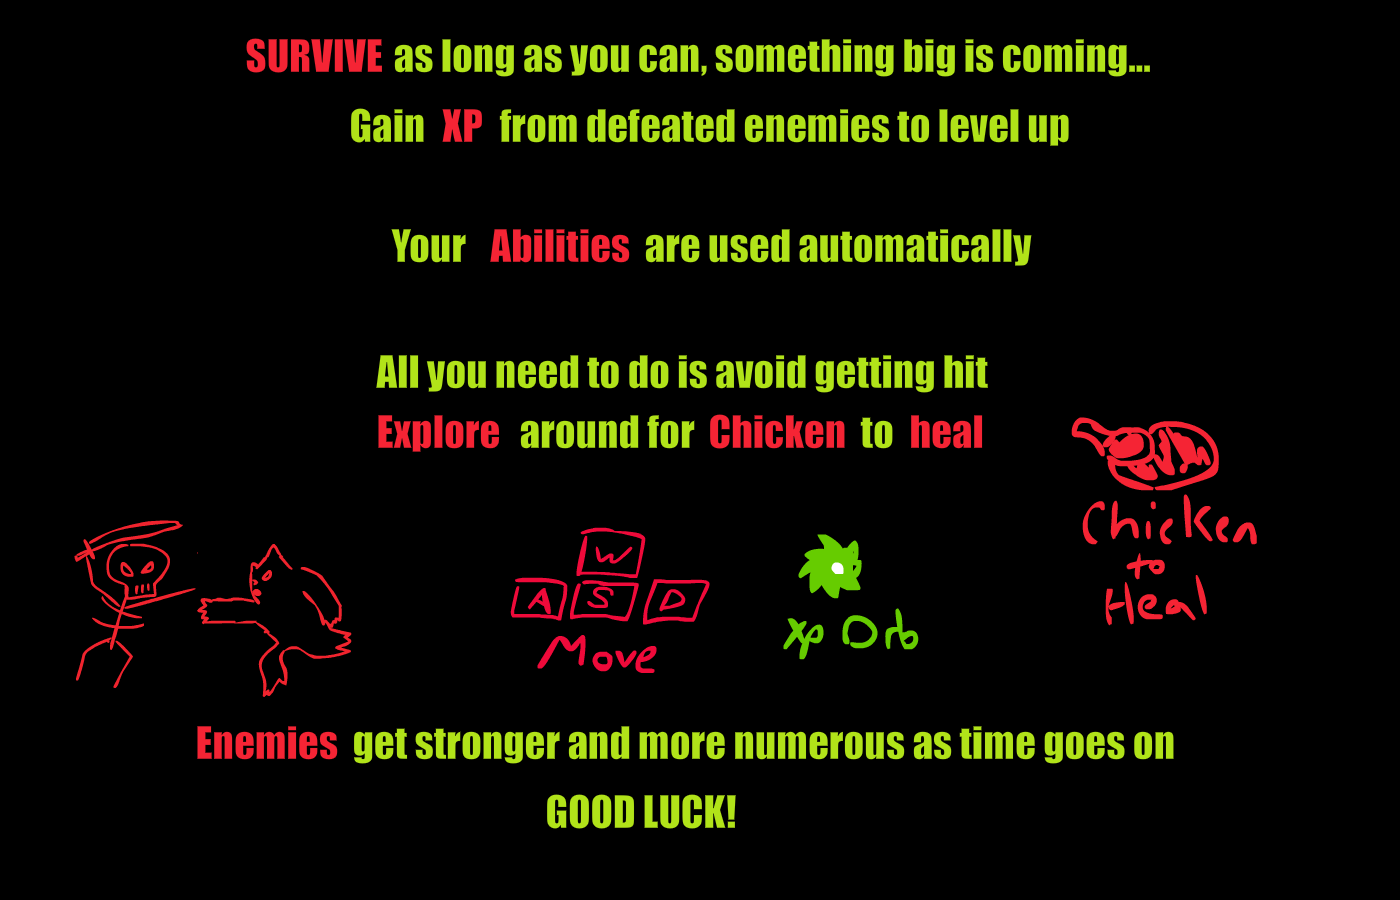 SURVIVE as long as you can, something big is coming...
Gain XP from defeated enemies to level up
Your Abilities are used automatically
All you need to do is avoid getting hit
Explore around for Chicken to heal
Chicken
to
Heal
W
A S D
Move
Xp Orb
Enemies get stronger and more numerous as time goes on
GOOD LUCK!